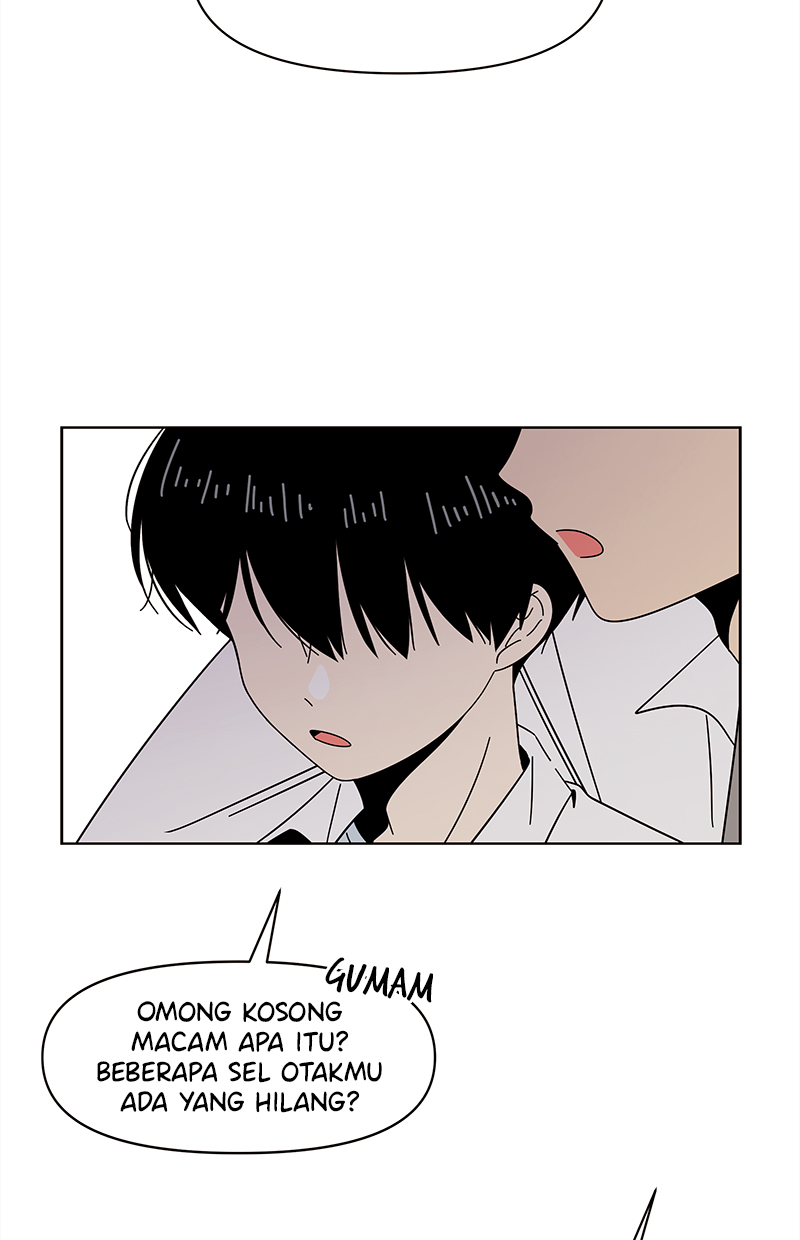 GUMAM
OMONG KOSONG
MACAM APA ITU?
BEBERAPA SEL OTAKMU
ADA YANG HILANG?